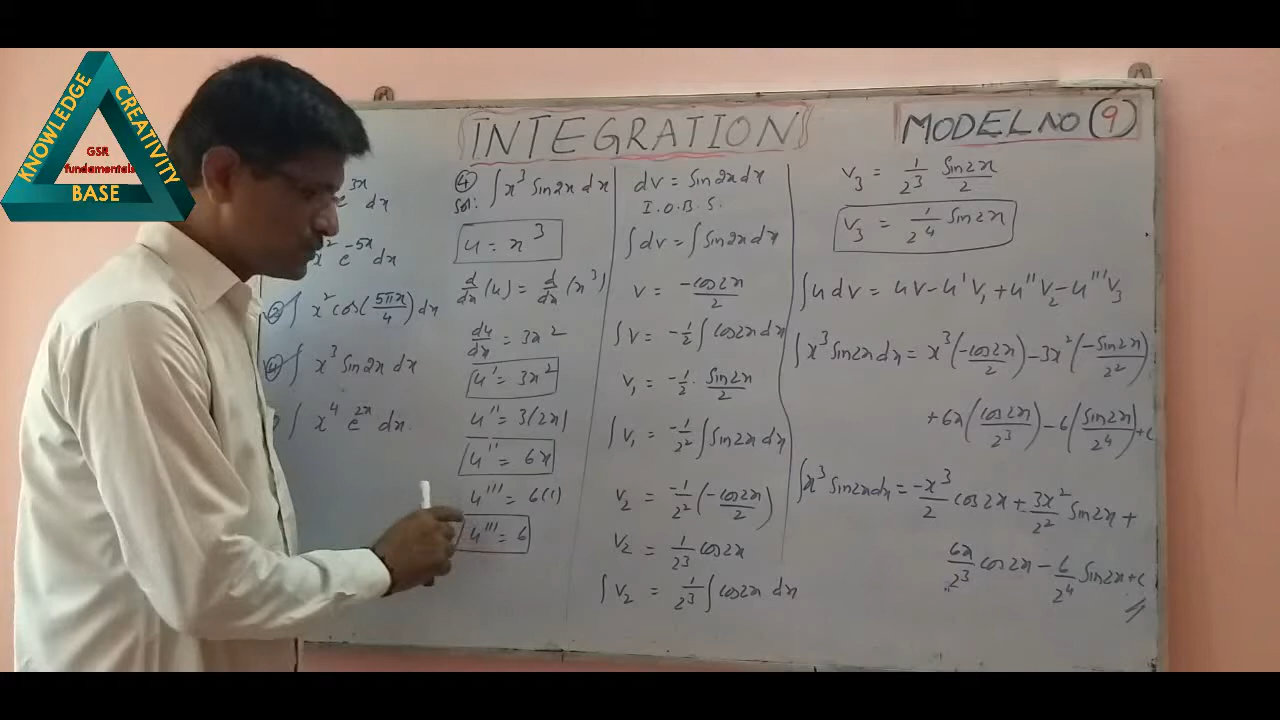 KNOWLEDGE
CREATIVITY
GSR
fundamentals
BASE
INTEGRATION
MODEL NO 9
e^3x dx
x² e^-5x dx
③ ∫ x² cos(5πx/4) dx
④ ∫ x³ Sin2x dx
∫ x⁴ e^2x dx
④ ∫ x³ Sin2x dx
Sol:
u = x³
d/dx (u) = d/dx (x³)
du/dx = 3x²
u' = 3x²
u'' = 3(2x)
u'' = 6x
u''' = 6(1)
u''' = 6
dv = Sin2x dx
I.O.B.S.
∫ dv = ∫ Sin2x dx
v = -cos2x/2
∫ v = -1/2 ∫ cos2x dx
v₁ = -1/2 · Sin2x/2
∫ v₁ = -1/2² ∫ Sin2x dx
v₂ = -1/2² (-cos2x/2)
v₂ = 1/2³ cos2x
∫ v₂ = 1/2³ ∫ cos2x dx
v₃ = 1/2³ Sin2x/2
v₃ = 1/2⁴ Sin2x
∫ u dv = uv - u'v₁ + u''v₂ - u'''v₃
∫ x³ Sin2x dx = x³(-cos2x/2) - 3x²(-Sin2x/2²)
+ 6x(cos2x/2³) - 6(Sin2x/2⁴) + c
∫ x³ Sin2x dx = -x³/2 cos2x + 3x²/2² Sin2x +
6x/2³ cos2x - 6/2⁴ Sin2x + c